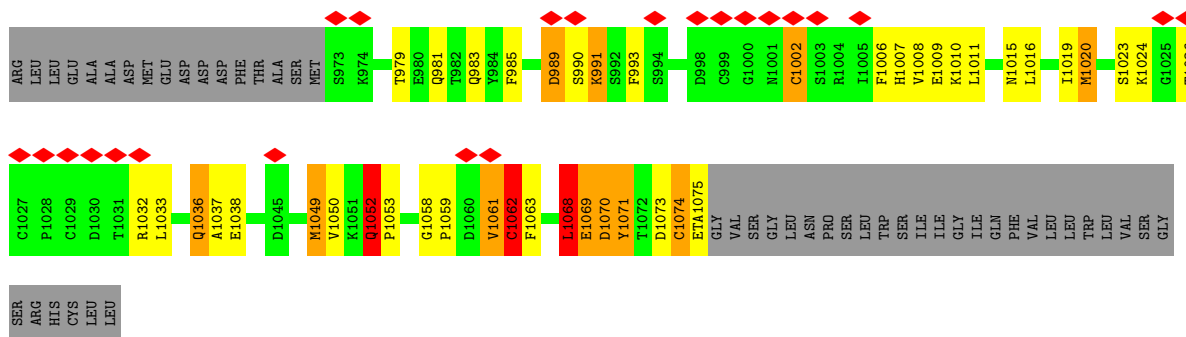 ARG LEU LEU GLU ALA ALA ASP MET GLU ASP ASP ASP PHE THR ALA SER MET S973 K974 T979 E980 Q981 T982 Q983 Y984 F985 D989 S990 K991 S992 F993 S994 D998 C999 G1000 N1001 C1002 S1003 R1004 I1005 F1006 H1007 V1008 E1009 K1010 L1011 N1015 L1016 I1019 M1020 S1023 K1024 G1025
C1027 P1028 C1029 D1030 T1031 R1032 L1033 Q1036 A1037 E1038 D1045 M1049 V1050 K1051 Q1052 P1053 G1058 P1059 D1060 V1061 C1062 F1063 L1068 E1069 D1070 Y1071 T1072 D1073 C1074 ETA1075 GLY VAL SER GLY LEU ASN PRO SER LEU TRP SER ILE ILE GLY ILE GLN PHE VAL LEU LEU TRP LEU VAL SER GLY
SER ARG HIS CYS LEU LEU